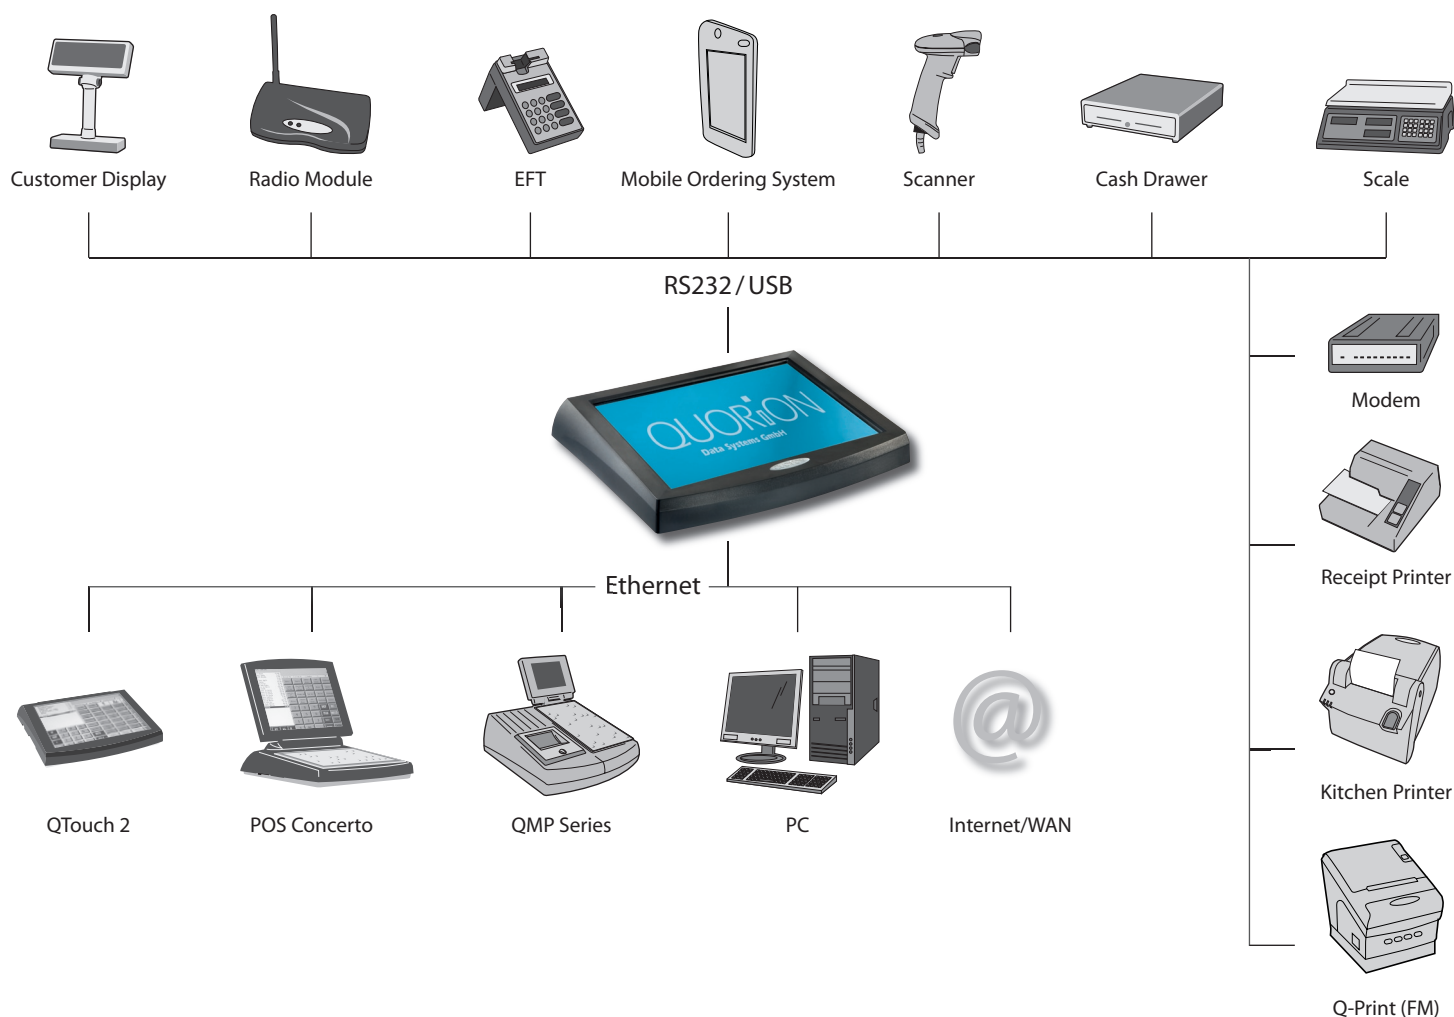 Customer Display
Radio Module
EFT
Mobile Ordering System
Scanner
Cash Drawer
Scale
RS232 / USB
QUORiON
Data Systems GmbH
Modem
Receipt Printer
Ethernet
Kitchen Printer
QTouch 2
POS Concerto
QMP Series
PC
@
Internet/WAN
Q-Print (FM)